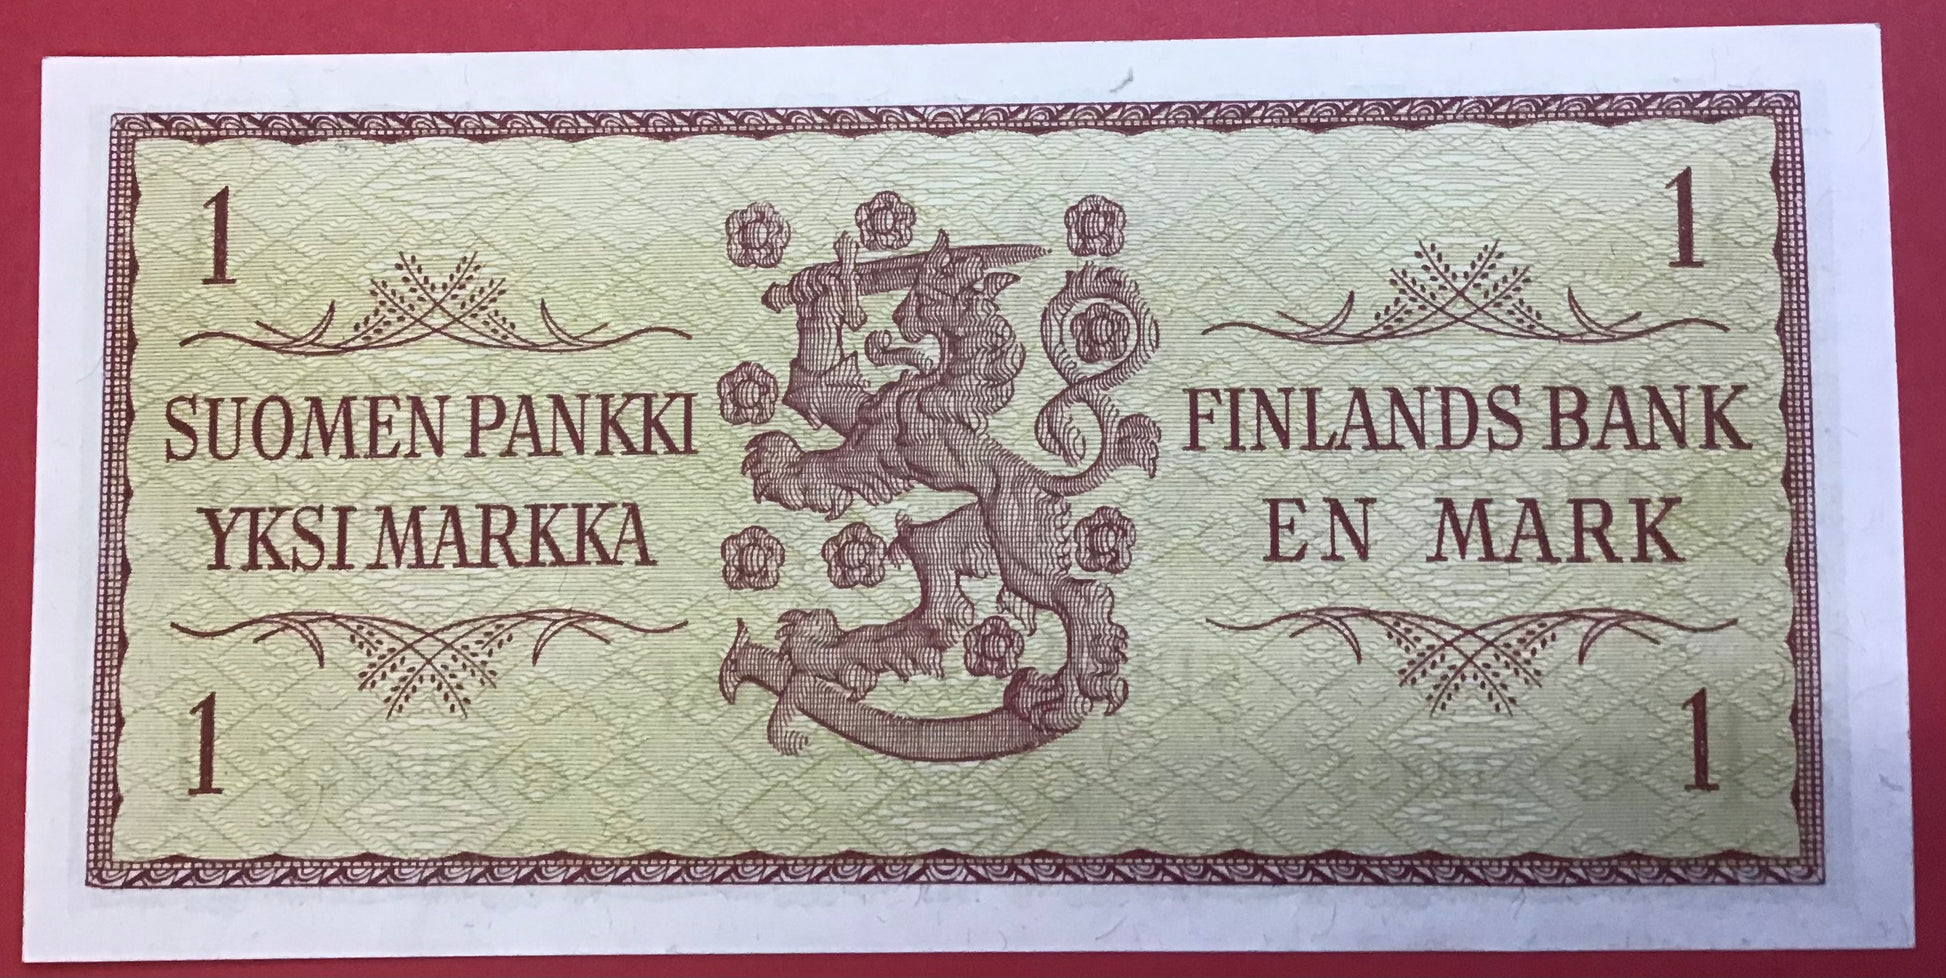 1
1
SUOMEN PANKKI
YKSI MARKKA
FINLANDS BANK
EN MARK
1
1